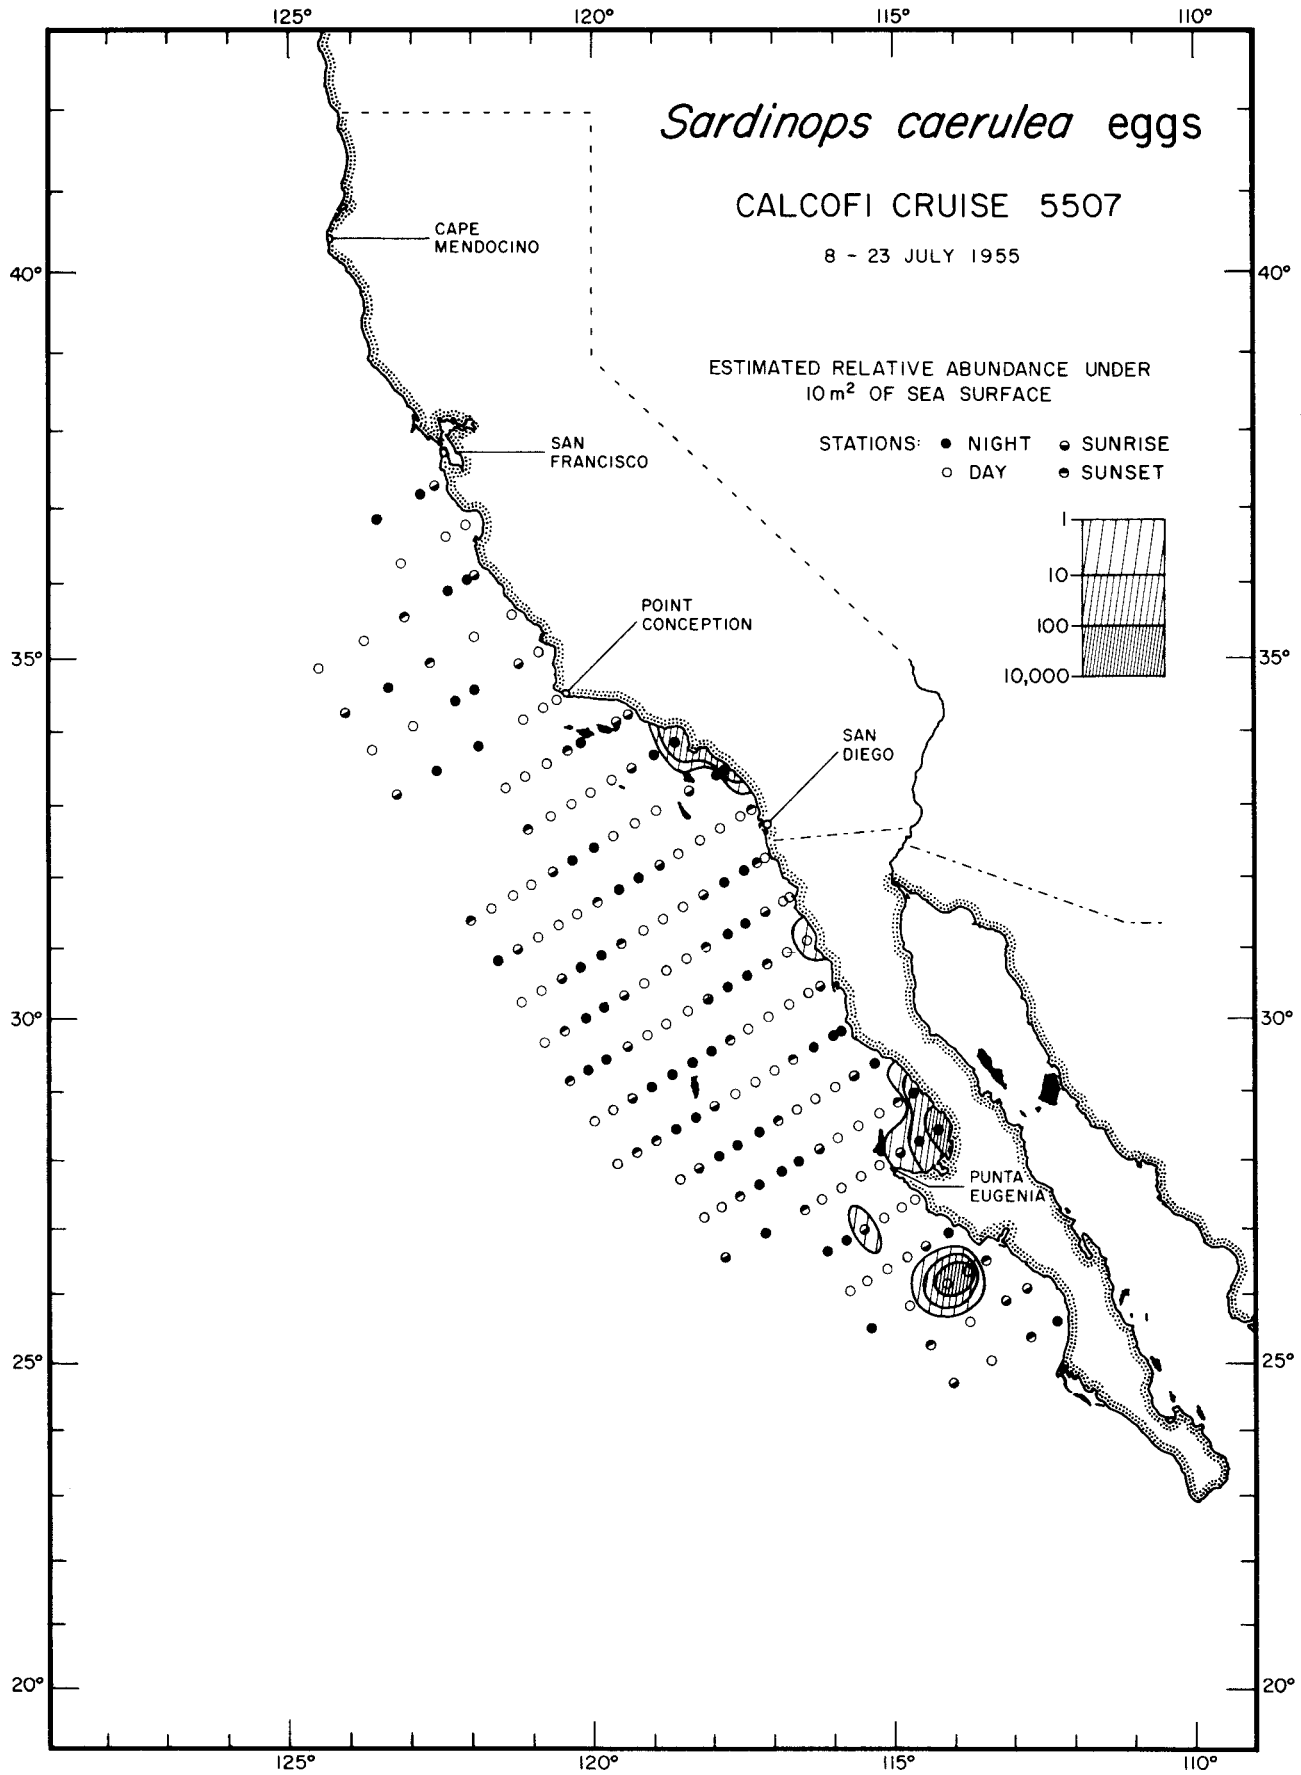 125° 120° 115° 110°
Sardinops caerulea eggs
CALCOFI CRUISE 5507
8 - 23 JULY 1955
CAPE
MENDOCINO
40° 40°
ESTIMATED RELATIVE ABUNDANCE UNDER
10 m² OF SEA SURFACE
STATIONS: NIGHT SUNRISE
DAY SUNSET
SAN
FRANCISCO
1
10
100
10,000
POINT
CONCEPTION
35° 35°
SAN
DIEGO
30° 30°
PUNTA
EUGENIA
25° 25°
20° 20°
125° 120° 115° 110°